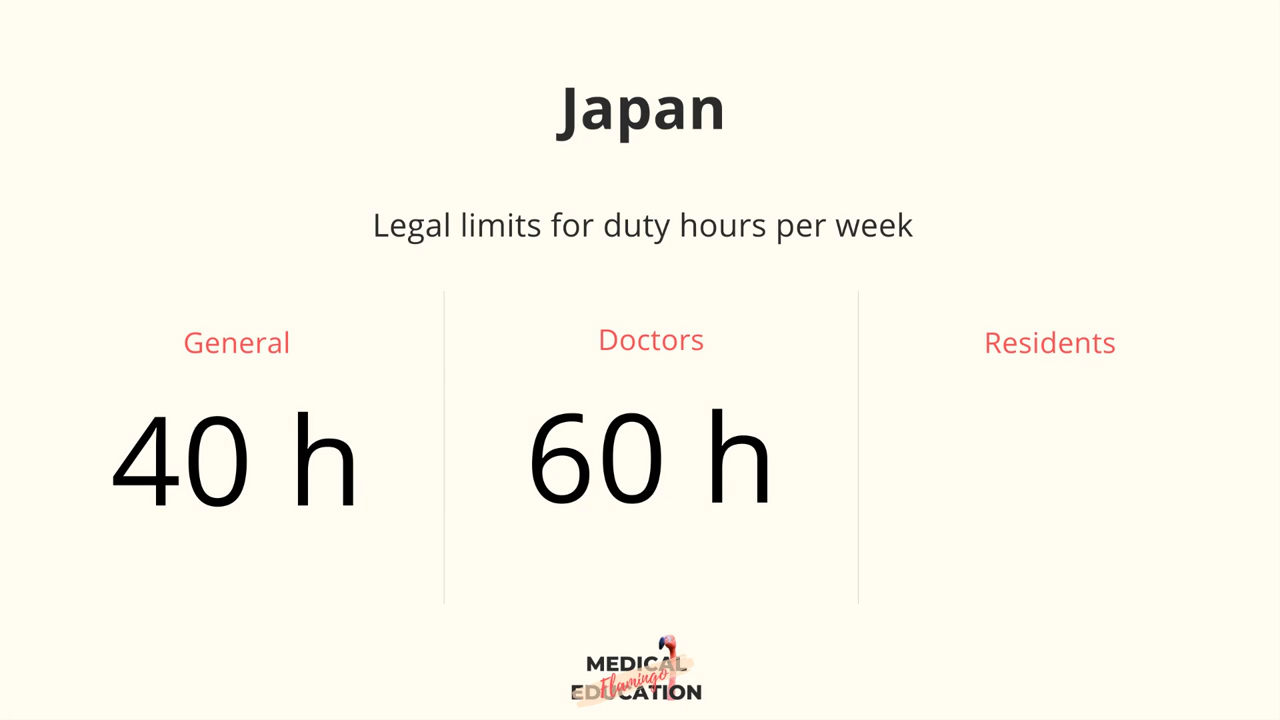 Japan
Legal limits for duty hours per week
General
Doctors
Residents
40 h
60 h
MEDICAL
Flamingo
EDUCATION